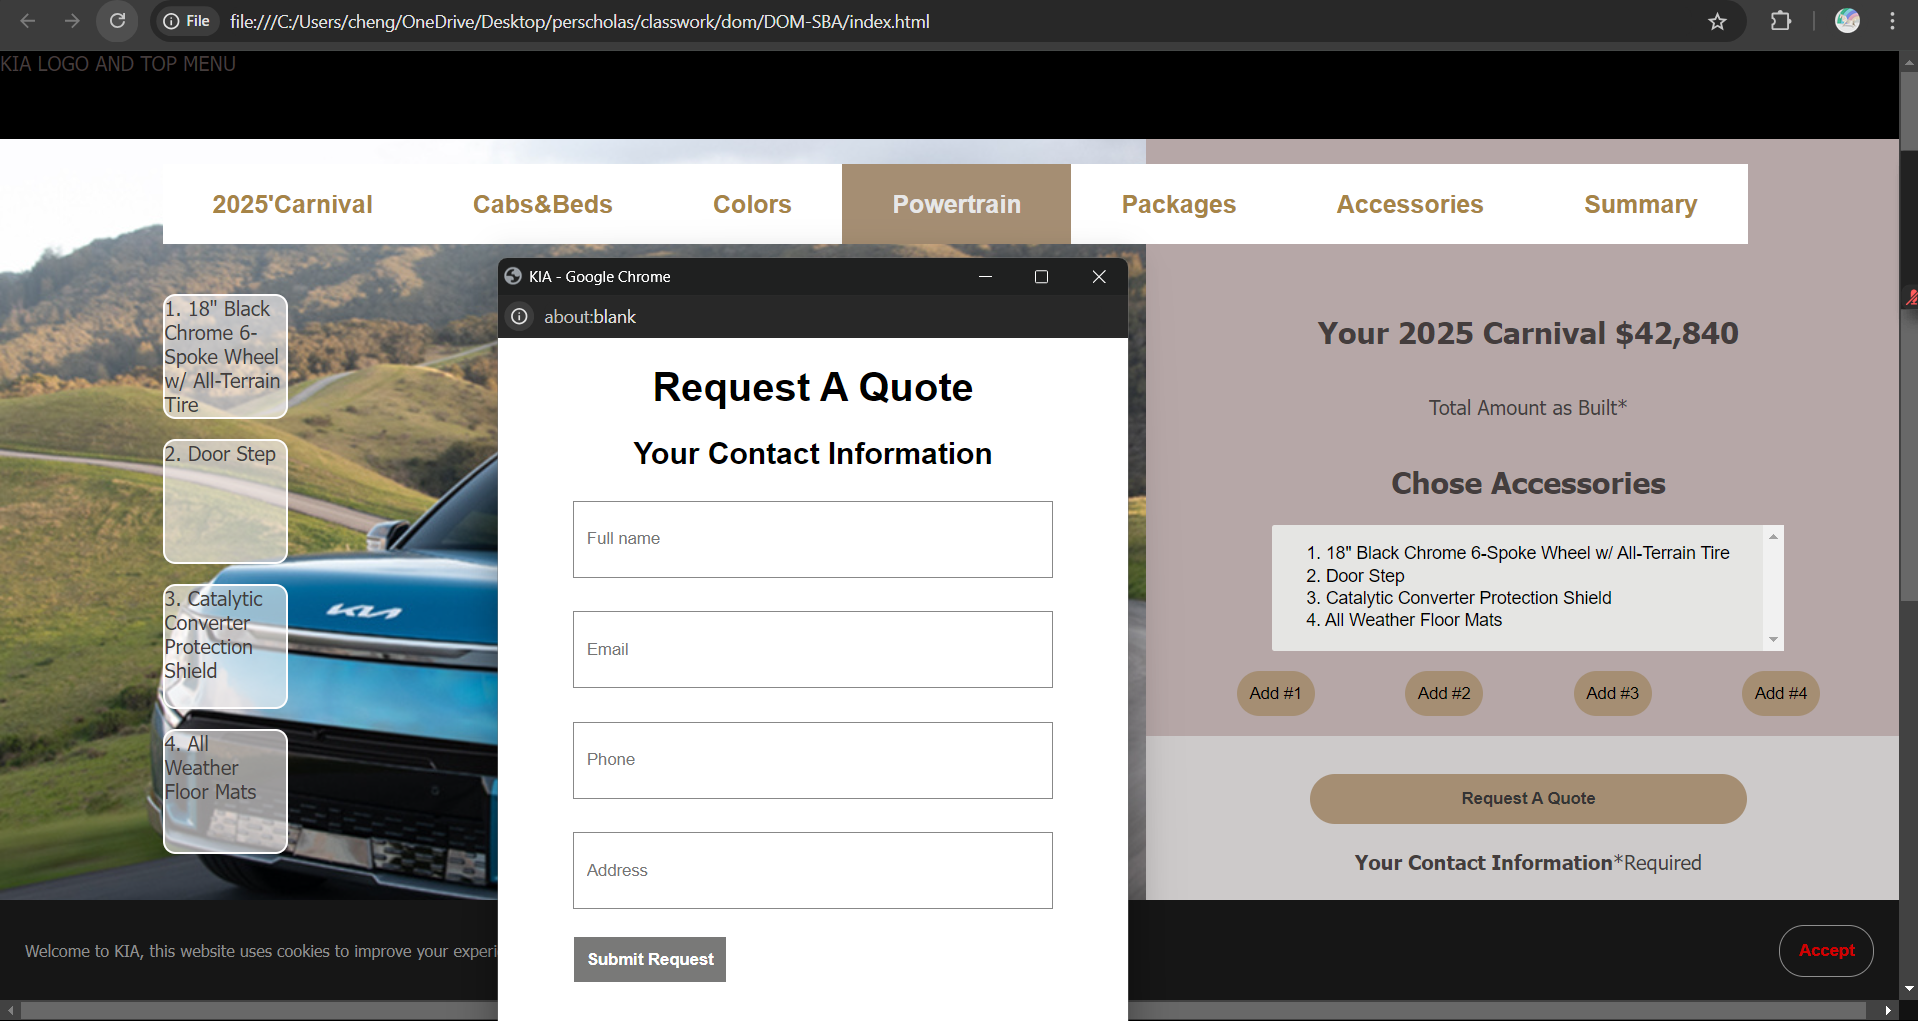 File
file:///C:/Users/cheng/OneDrive/Desktop/perscholas/classwork/dom/DOM-SBA/index.html
KIA LOGO AND TOP MENU
2025'Carnival
Cabs&Beds
Colors
Powertrain
Packages
Accessories
Summary
1. 18" Black
Chrome 6-
Spoke Wheel
w/ All-Terrain
Tire
2. Door Step
3. Catalytic
Converter
Protection
Shield
4. All
Weather
Floor Mats
KIA
KIA - Google Chrome
about:blank
Request A Quote
Your Contact Information
Full name
Email
Phone
Address
Submit Request
Your 2025 Carnival $42,840
Total Amount as Built*
Chose Accessories
1. 18" Black Chrome 6-Spoke Wheel w/ All-Terrain Tire
2. Door Step
3. Catalytic Converter Protection Shield
4. All Weather Floor Mats
Add #1
Add #2
Add #3
Add #4
Request A Quote
Your Contact Information*Required
Welcome to KIA, this website uses cookies to improve your experi
Accept